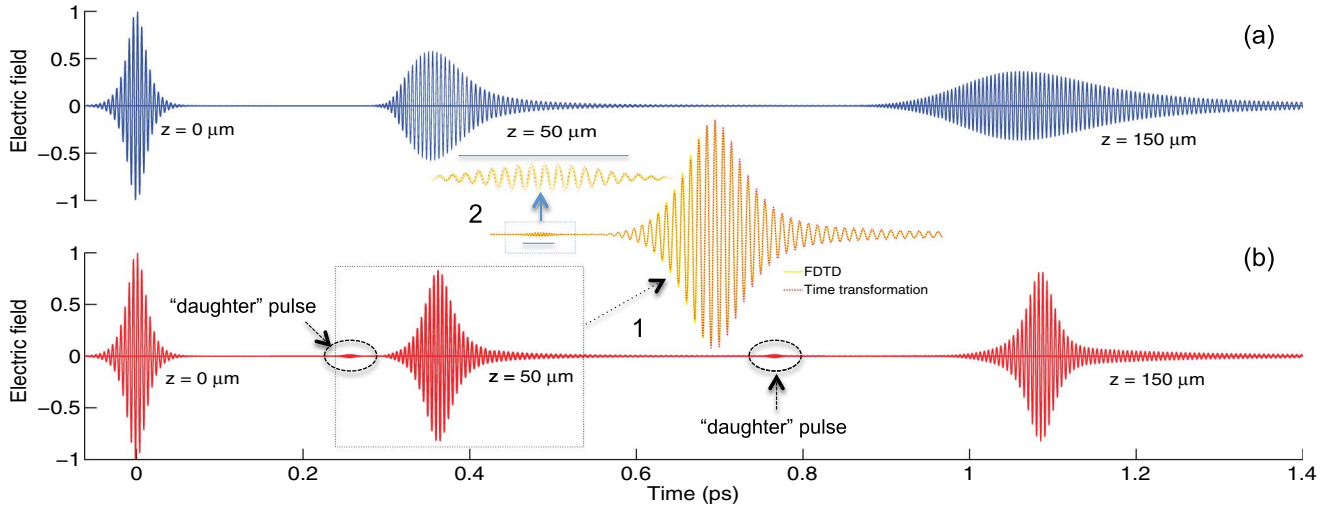 (a)
1
0.5
0
−0.5
−1
Electric field
z = 0 μm
z = 50 μm
z = 150 μm
2
1
FDTD
Time transformation
(b)
1
0.5
0
−0.5
−1
Electric field
"daughter" pulse
z = 0 μm
z = 50 μm
"daughter" pulse
z = 150 μm
0
0.2
0.4
0.6
0.8
1
1.2
1.4
Time (ps)